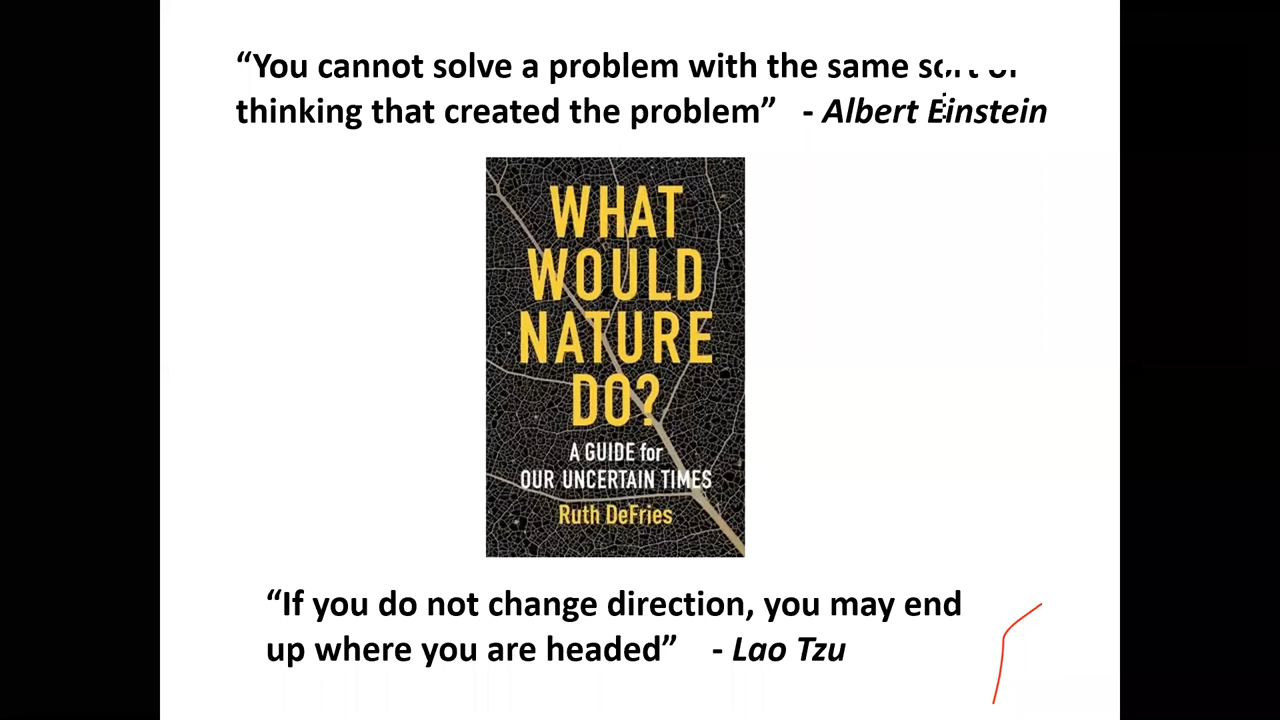 “You cannot solve a problem with the same sort of
thinking that created the problem” - Albert Einstein
WHAT
WOULD
NATURE
DO?
A GUIDE for
OUR UNCERTAIN TIMES
Ruth DeFries
“If you do not change direction, you may end
up where you are headed” - Lao Tzu